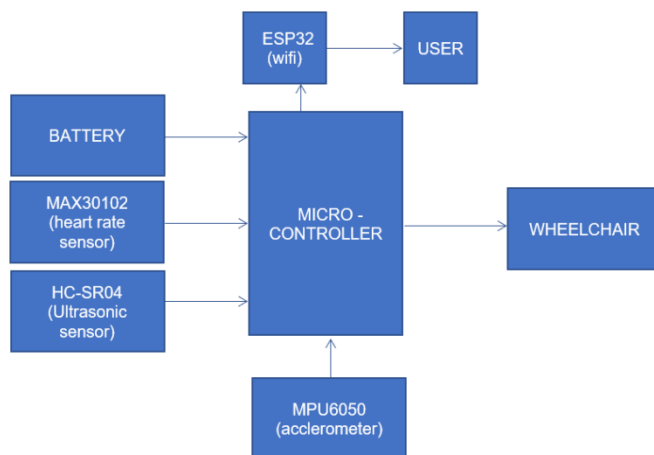 ESP32
(wifi)
USER
BATTERY
MAX30102
(heart rate
sensor)
HC-SR04
(Ultrasonic
sensor)
MICRO -
CONTROLLER
WHEELCHAIR
MPU6050
(acclerometer)